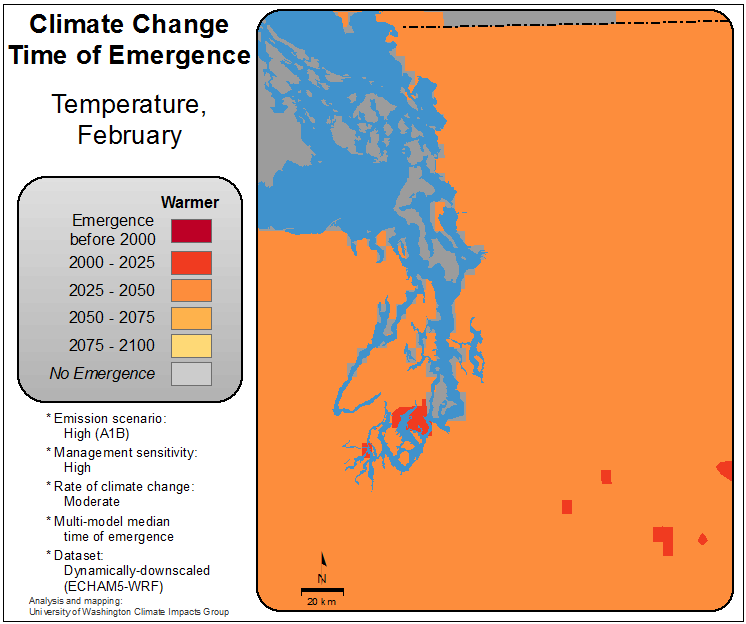 Climate Change
Time of Emergence
Temperature,
February
Warmer
Emergence
before 2000
2000 - 2025
2025 - 2050
2050 - 2075
2075 - 2100
No Emergence
* Emission scenario:
High (A1B)
* Management sensitivity:
High
* Rate of climate change:
Moderate
* Multi-model median
time of emergence
* Dataset:
Dynamically-downscaled
(ECHAM5-WRF)
Analysis and mapping:
University of Washington Climate Impacts Group
N
20 km